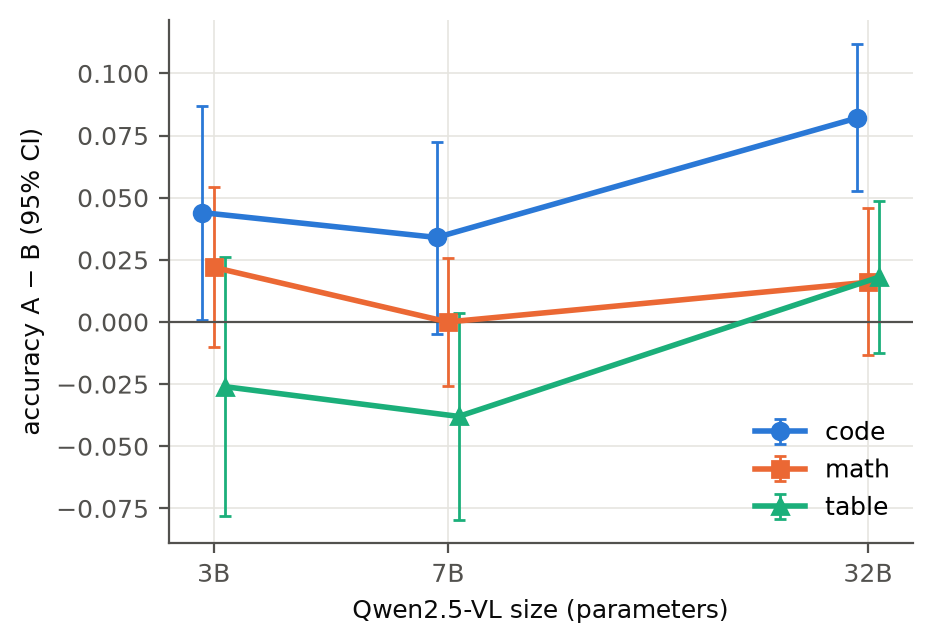 0.100
0.075
0.050
0.025
0.000
−0.025
−0.050
−0.075
accuracy A − B (95% CI)
code
math
table
3B 7B 32B
Qwen2.5-VL size (parameters)